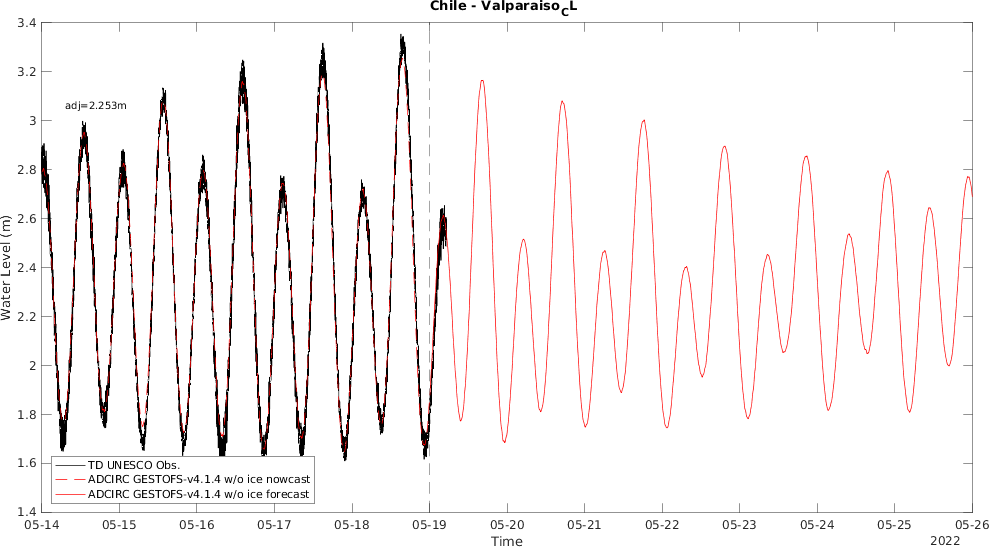 Chile - Valparaiso_CL
adj=2.253m
Water Level (m)
3.4
3.2
3
2.8
2.6
2.4
2.2
2
1.8
1.6
1.4
TD UNESCO Obs.
ADCIRC GESTOFS-v4.1.4 w/o ice nowcast
ADCIRC GESTOFS-v4.1.4 w/o ice forecast
05-14 05-15 05-16 05-17 05-18 05-19 05-20 05-21 05-22 05-23 05-24 05-25 05-26
Time
2022